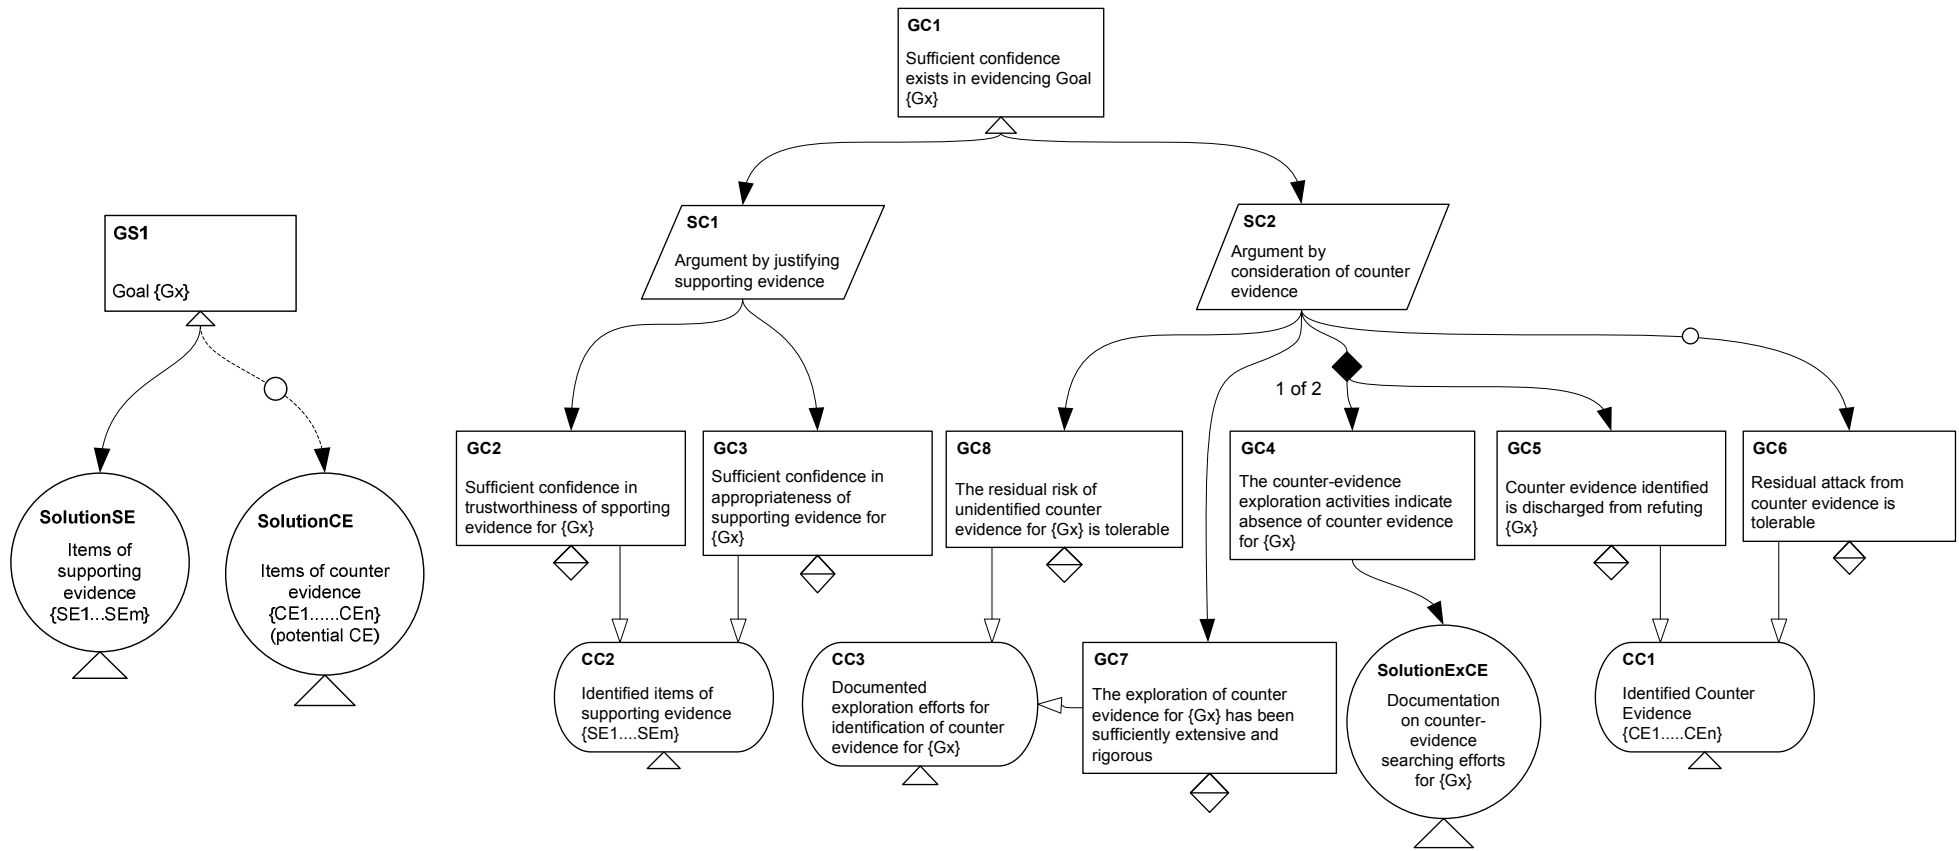 GC1
Sufficient confidence
exists in evidencing Goal
{Gx}
GS1
Goal {Gx}
SC1
Argument by justifying
supporting evidence
SC2
Argument by
consideration of counter
evidence
1 of 2
SolutionSE
Items of
supporting
evidence
{SE1...SEm}
SolutionCE
Items of counter
evidence
{CE1......CEn}
(potential CE)
GC2
Sufficient confidence in
trustworthiness of spporting
evidence for {Gx}
GC3
Sufficient confidence in
appropriateness of
supporting evidence for
{Gx}
GC8
The residual risk of
unidentified counter
evidence for {Gx} is tolerable
GC4
The counter-evidence
exploration activities indicate
absence of counter evidence
for {Gx}
GC5
Counter evidence identified
is discharged from refuting
{Gx}
GC6
Residual attack from
counter evidence is
tolerable
CC2
Identified items of
supporting evidence
{SE1....SEm}
CC3
Documented
exploration efforts for
identification of counter
evidence for {Gx}
GC7
The exploration of counter
evidence for {Gx} has been
sufficiently extensive and
rigorous
SolutionExCE
Documentation
on counter-
evidence
searching efforts
for {Gx}
CC1
Identified Counter
Evidence
{CE1.....CEn}